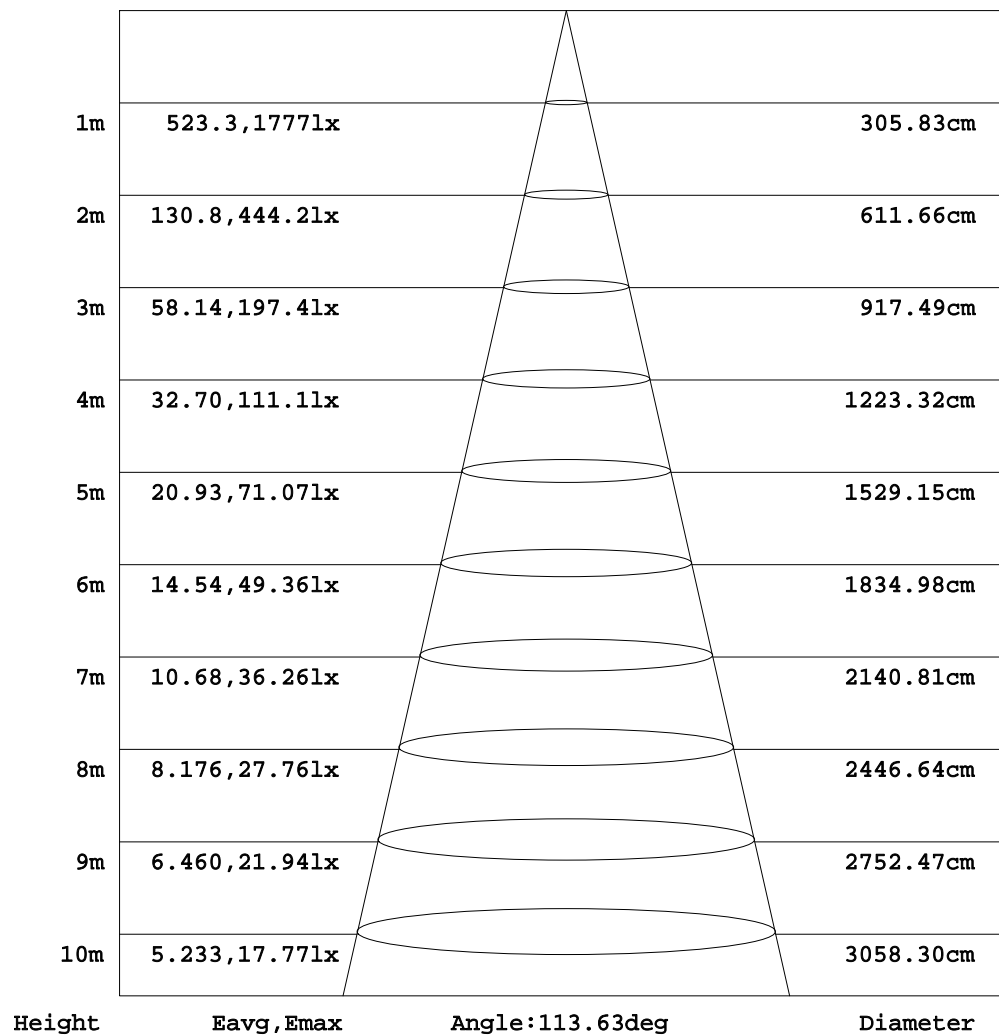 1m 523.3,1777lx 305.83cm
2m 130.8,444.2lx 611.66cm
3m 58.14,197.4lx 917.49cm
4m 32.70,111.1lx 1223.32cm
5m 20.93,71.07lx 1529.15cm
6m 14.54,49.36lx 1834.98cm
7m 10.68,36.26lx 2140.81cm
8m 8.176,27.76lx 2446.64cm
9m 6.460,21.94lx 2752.47cm
10m 5.233,17.77lx 3058.30cm
Height Eavg,Emax Angle:113.63deg Diameter